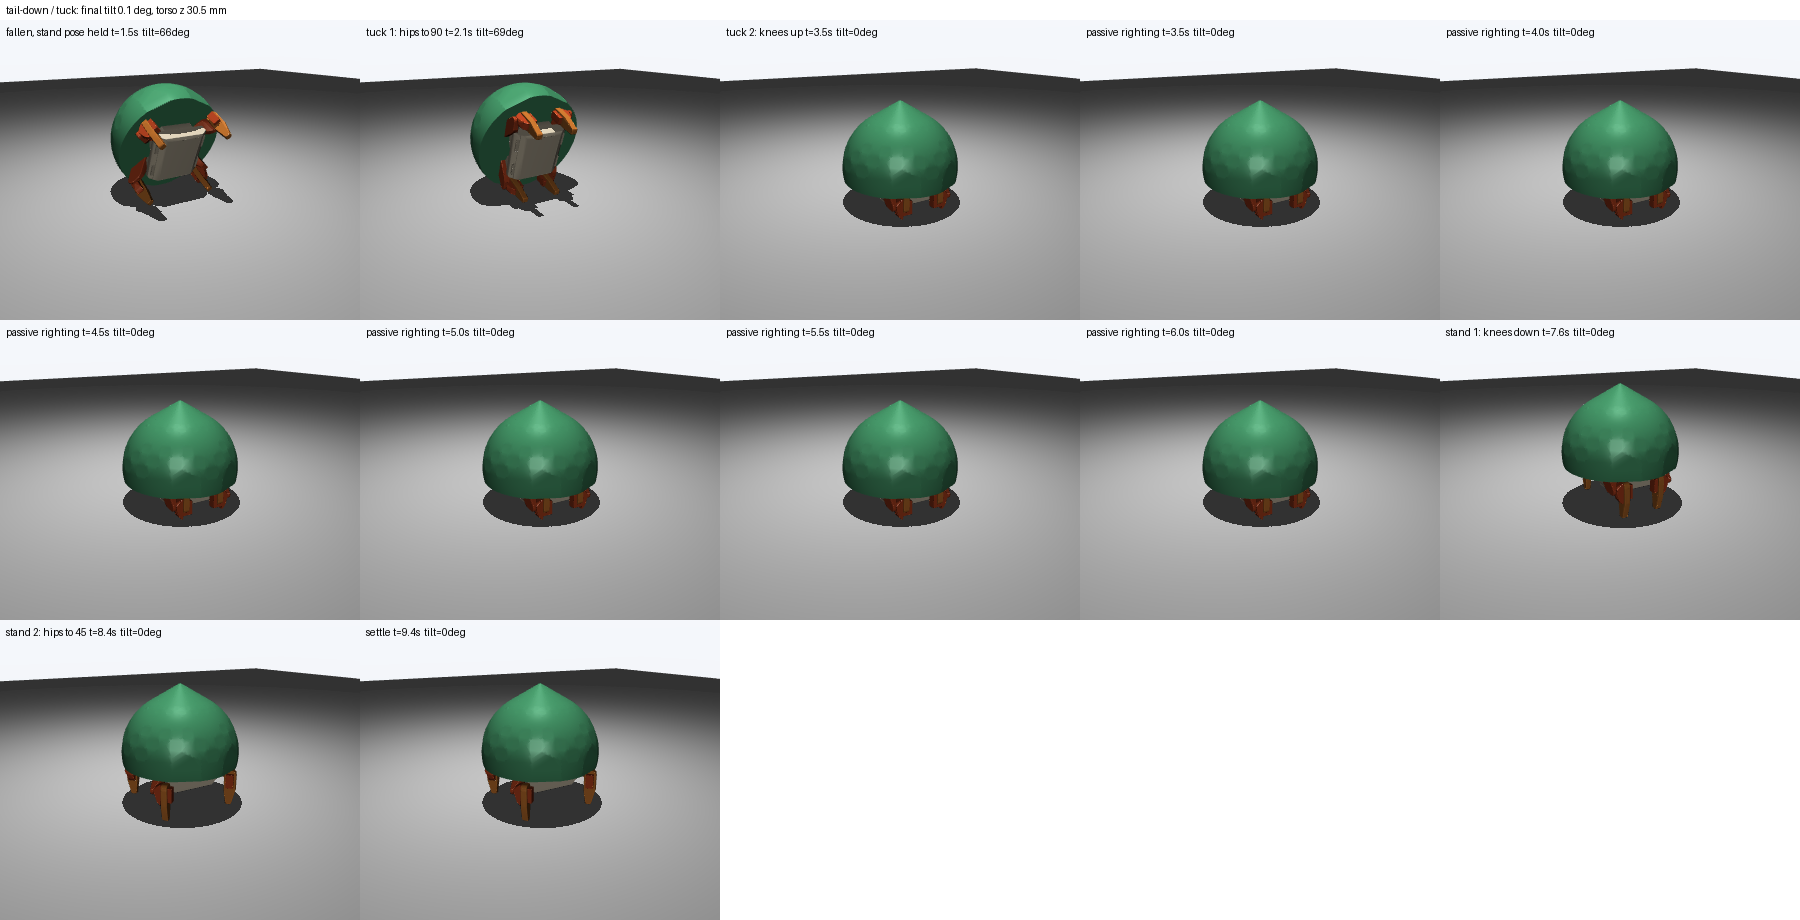 tail-down / tuck: final tilt 0.1 deg, torso z 30.5 mm
fallen, stand pose held t=1.5s tilt=66deg
tuck 1: hips to 90 t=2.1s tilt=69deg
tuck 2: knees up t=3.5s tilt=0deg
passive righting t=3.5s tilt=0deg
passive righting t=4.0s tilt=0deg
passive righting t=4.5s tilt=0deg
passive righting t=5.0s tilt=0deg
passive righting t=5.5s tilt=0deg
passive righting t=6.0s tilt=0deg
stand 1: knees down t=7.6s tilt=0deg
stand 2: hips to 45 t=8.4s tilt=0deg
settle t=9.4s tilt=0deg